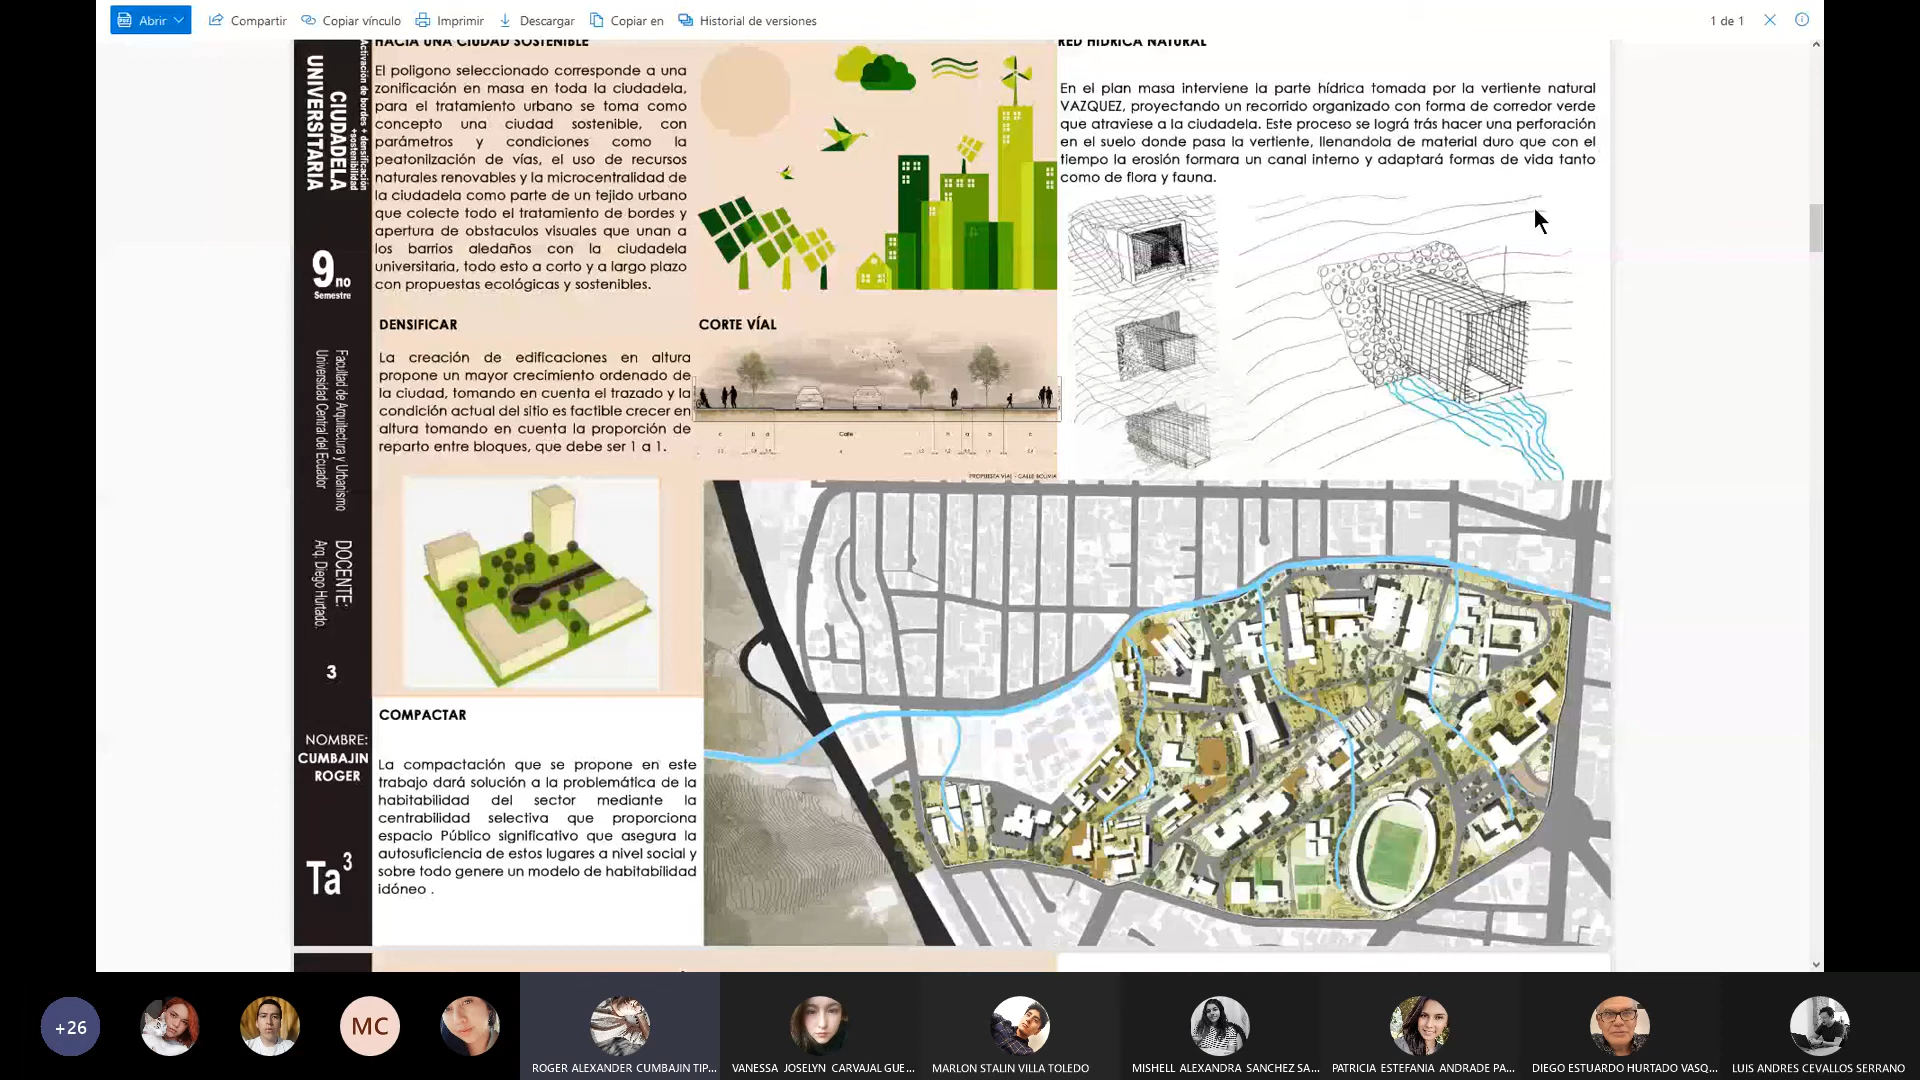 Abrir
Compartir
Copiar vínculo
Imprimir
Descargar
Copiar en
Historial de versiones
1 de 1
Activación de bordes + densificación
+sostenibilidad
CIUDADELA
UNIVERSITARIA
9no
Semestre
Facultad de Arquitectura y Urbanismo
Universidad Central del Ecuador
DOCENTE:
Arq. Diego Hurtado.
3
NOMBRE:
CUMBAJIN
ROGER
Ta3
HACIA UNA CIUDAD SOSTENIBLE
El poligono seleccionado corresponde a una
zonificación en masa en toda la ciudadela,
para el tratamiento urbano se toma como
concepto una ciudad sostenible, con
parámetros y condiciones como la
peatonilzación de vías, el uso de recursos
naturales renovables y la microcentralidad de
la ciudadela como parte de un tejido urbano
que colecte todo el tratamiento de bordes y
apertura de obstaculos visuales que unan a
los barrios aledaños con la ciudadela
universitaria, todo esto a corto y a largo plazo
con propuestas ecológicas y sostenibles.
DENSIFICAR
La creación de edificaciones en altura
propone un mayor crecimiento ordenado de
la ciudad, tomando en cuenta el trazado y la
condición actual del sitio es factible crecer en
altura tomando en cuenta la proporción de
reparto entre bloques, que debe ser 1 a 1.
CORTE VÍAL
Calle
PROPUESTA VIAL - CALLE BOLIVIA
RED HIDRICA NATURAL
En el plan masa interviene la parte hídrica tomada por la vertiente natural
VAZQUEZ, proyectando un recorrido organizado con forma de corredor verde
que atraviese a la ciudadela. Este proceso se lográ trás hacer una perforación
en el suelo donde pasa la vertiente, llenandola de material duro que con el
tiempo la erosión formara un canal interno y adaptará formas de vida tanto
como de flora y fauna.
COMPACTAR
La compactación que se propone en este
trabajo dará solución a la problemática de la
habitabilidad del sector mediante la
centrabilidad selectiva que proporciona
espacio Público significativo que asegura la
autosuficiencia de estos lugares a nivel social y
sobre todo genere un modelo de habitabilidad
idóneo .
+26
MC
ROGER ALEXANDER CUMBAJIN TIP...
VANESSA JOSELYN CARVAJAL GUE...
MARLON STALIN VILLA TOLEDO
MISHELL ALEXANDRA SANCHEZ SA...
PATRICIA ESTEFANIA ANDRADE PA...
DIEGO ESTUARDO HURTADO VASQ...
LUIS ANDRES CEVALLOS SERRANO